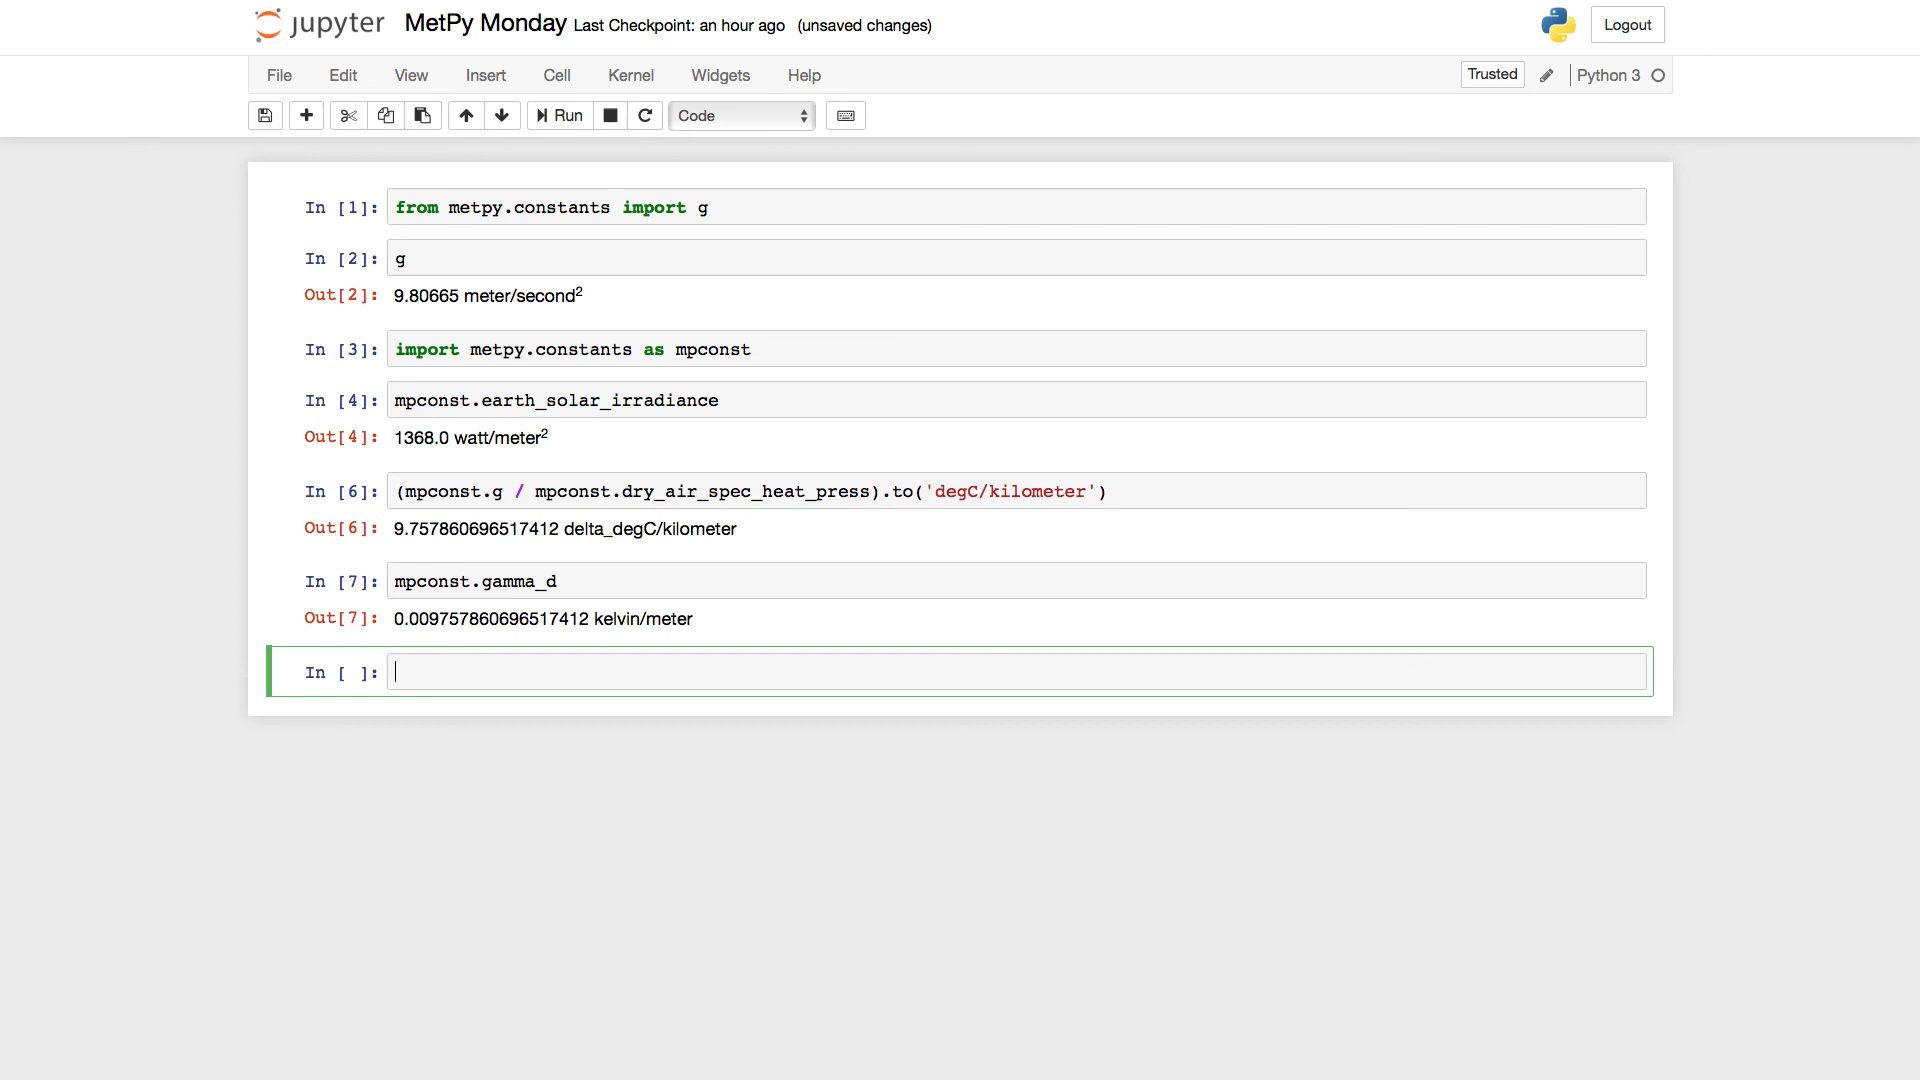 jupyter MetPy Monday Last Checkpoint: an hour ago (unsaved changes) Logout
File Edit View Insert Cell Kernel Widgets Help Trusted Python 3
Run Code
In [1]: from metpy.constants import g
In [2]: g
Out[2]: 9.80665 meter/second²
In [3]: import metpy.constants as mpconst
In [4]: mpconst.earth_solar_irradiance
Out[4]: 1368.0 watt/meter²
In [6]: (mpconst.g / mpconst.dry_air_spec_heat_press).to('degC/kilometer')
Out[6]: 9.757860696517412 delta_degC/kilometer
In [7]: mpconst.gamma_d
Out[7]: 0.009757860696517412 kelvin/meter
In [ ]: